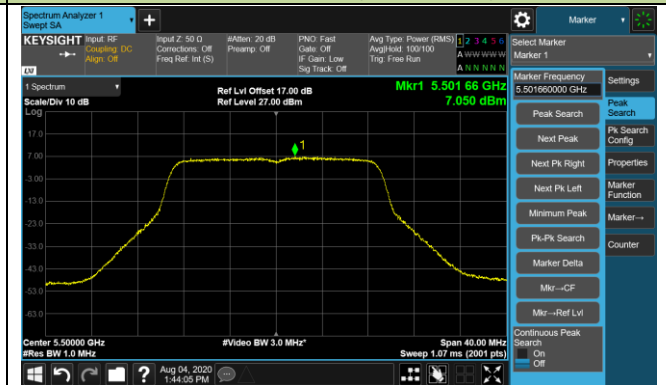 Spectrum Analyzer 1
Swept SA
+
Marker
KEYSIGHT
Input: RF
Coupling: DC
Align: Off
Input Z: 50 Ω
Corrections: Off
Freq Ref: Int (S)
#Atten: 20 dB
Preamp: Off
PNO: Fast
Gate: Off
IF Gain: Low
Sig Track: Off
Avg Type: Power (RMS)
Avg|Hold: 100/100
Trig: Free Run
1 2 3 4 5 6
A W W W W W
A N N N N N
LXI
Select Marker
Marker 1
1 Spectrum
Scale/Div 10 dB
Log
Ref Lvl Offset 17.00 dB
Ref Level 27.00 dBm
Mkr1 5.501 66 GHz
7.050 dBm
17.0
7.00
-3.00
-13.0
-23.0
-33.0
-43.0
-53.0
-63.0
1
Center 5.50000 GHz
#Res BW 1.0 MHz
#Video BW 3.0 MHz*
Span 40.00 MHz
Sweep 1.07 ms (2001 pts)
Marker Frequency
5.501660000 GHz
Peak Search
Next Peak
Next Pk Right
Next Pk Left
Minimum Peak
Pk-Pk Search
Marker Delta
Mkr→CF
Mkr→Ref Lvl
Continuous Peak
Search
On
Off
Settings
Peak
Search
Pk Search
Config
Properties
Marker
Function
Marker→
Counter
?
Aug 04, 2020
1:44:05 PM